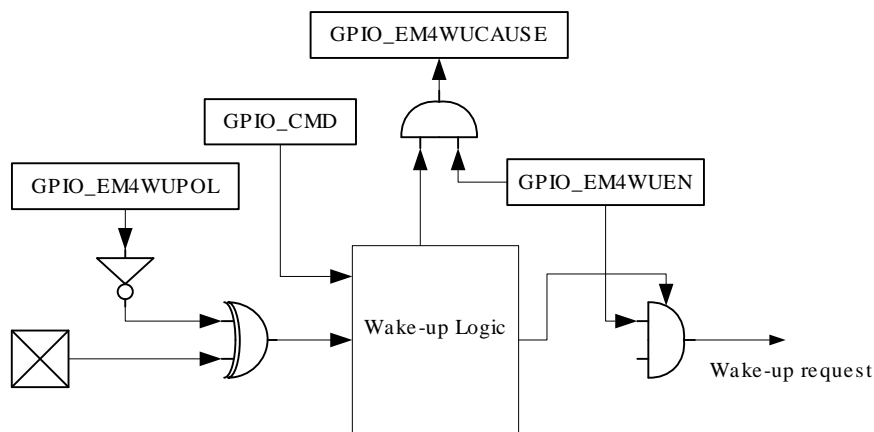 GPIO_EM4WUCAUSE
GPIO_CMD
GPIO_EM4WUPOL
GPIO_EM4WUEN
Wake-up Logic
Wake-up request